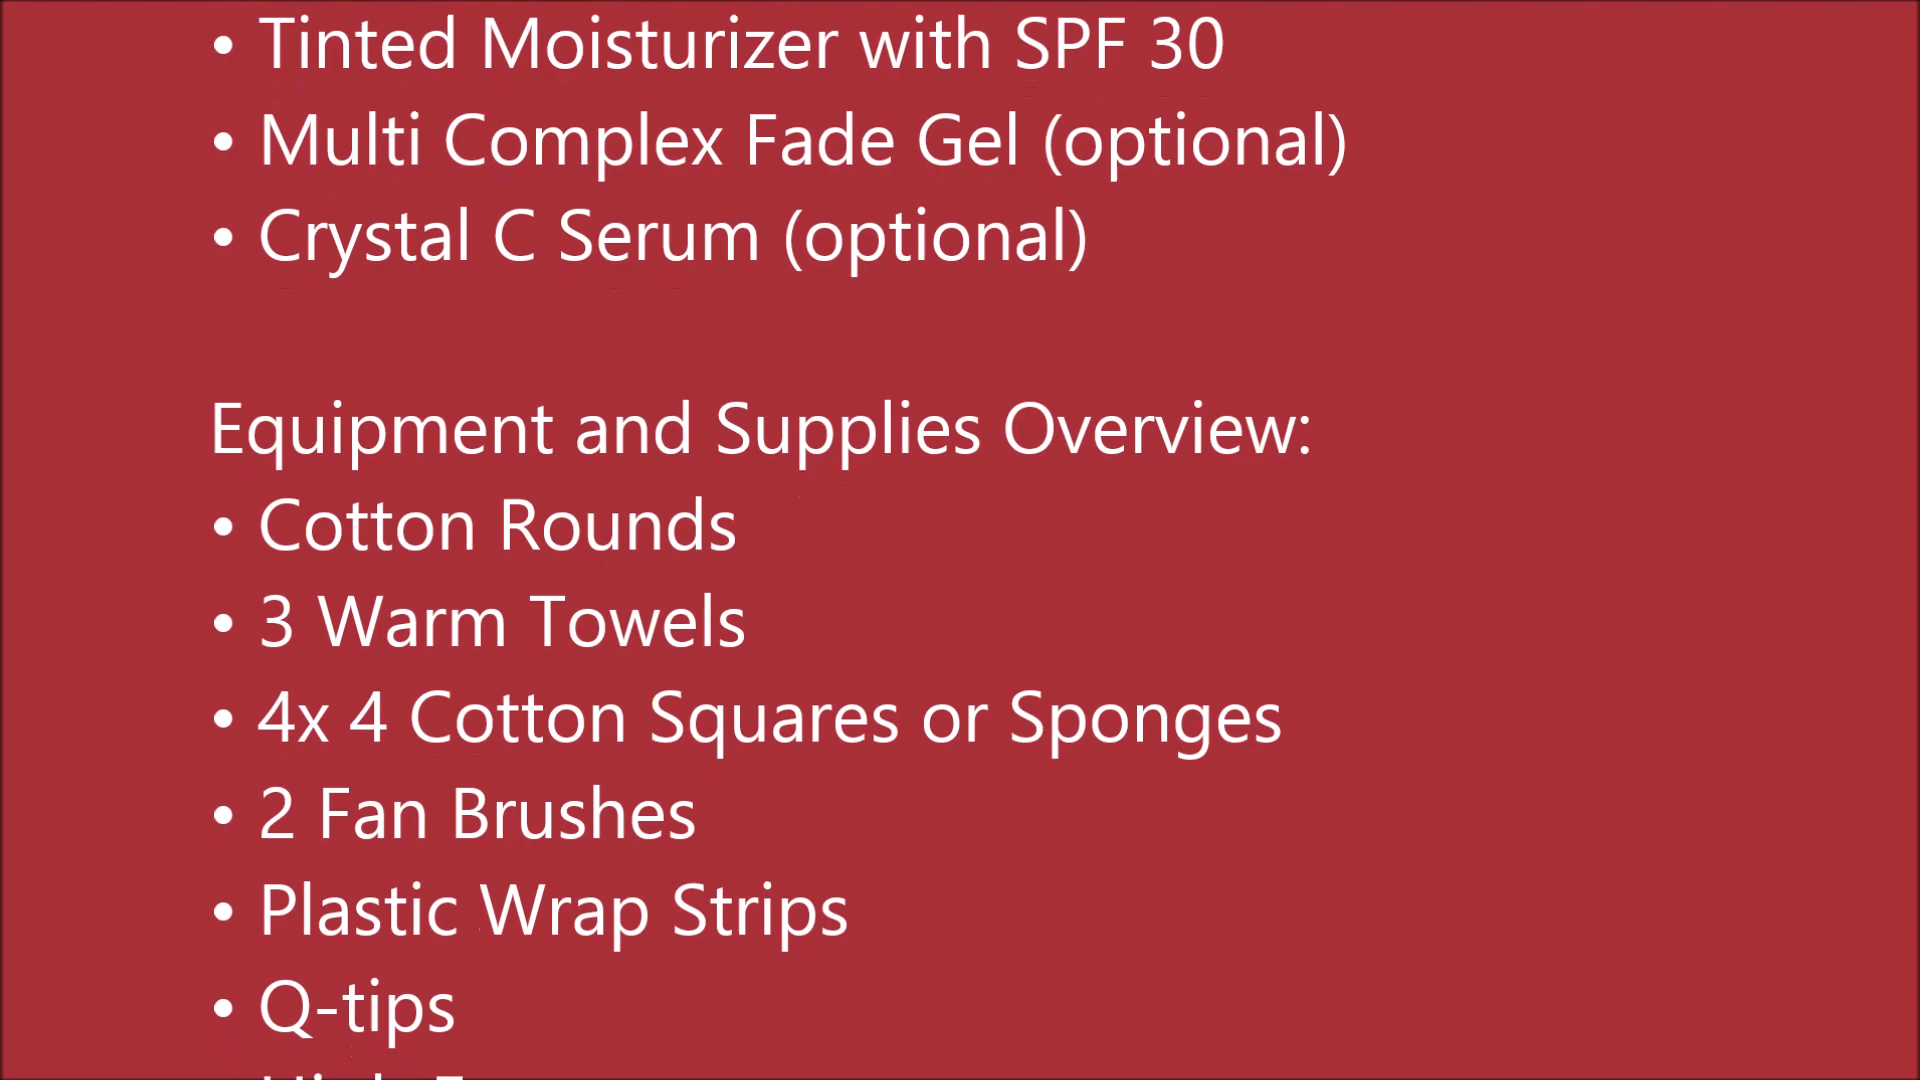 • Tinted Moisturizer with SPF 30
• Multi Complex Fade Gel (optional)
• Crystal C Serum (optional)
Equipment and Supplies Overview:
• Cotton Rounds
• 3 Warm Towels
• 4x 4 Cotton Squares or Sponges
• 2 Fan Brushes
• Plastic Wrap Strips
• Q-tips